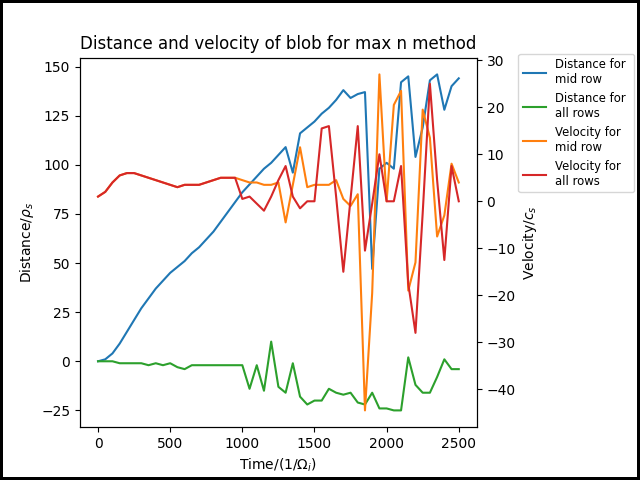 Distance and velocity of blob for max n method
150
125
100
75
50
25
0
−25
Distance/ρₛ
0
500
1000
1500
2000
2500
Time/(1/Ωᵢ)
30
20
10
0
−10
−20
−30
−40
Velocity/cₛ
Distance for
mid row
Distance for
all rows
Velocity for
mid row
Velocity for
all rows